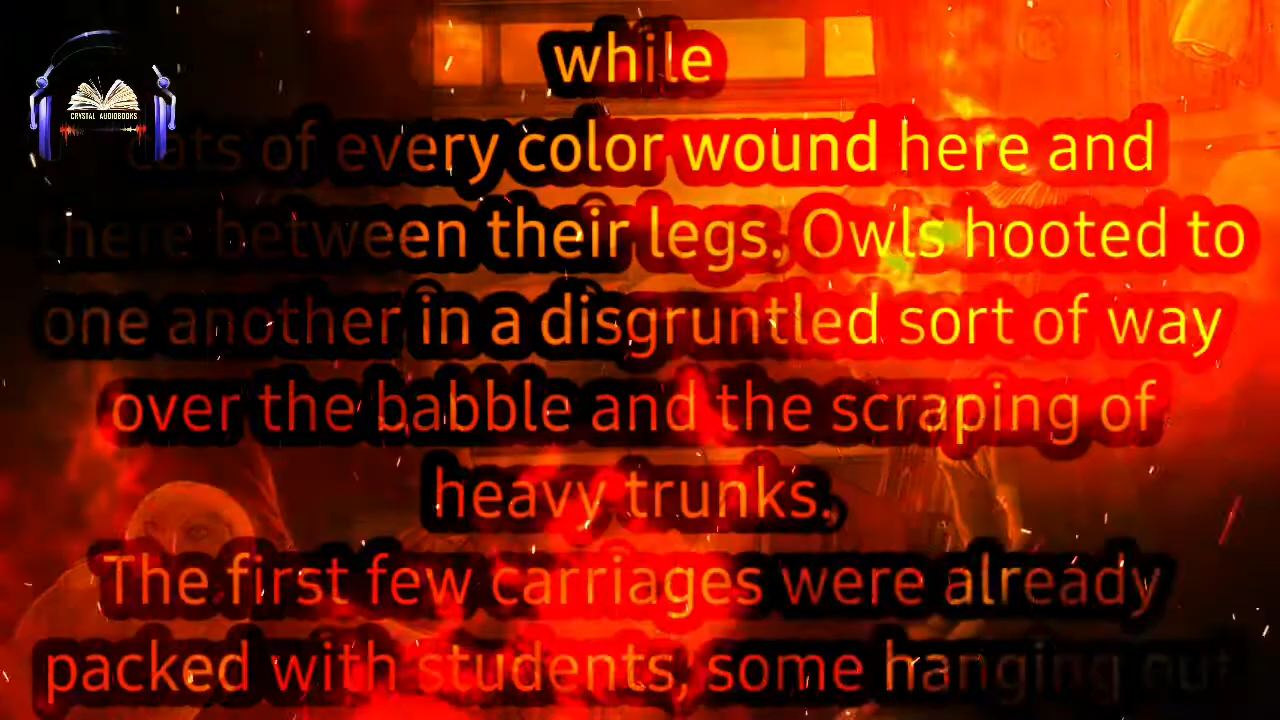 CRYSTAL AUDIOBOOKS
while
cats of every color wound here and
there between their legs. Owls hooted to
one another in a disgruntled sort of way
over the babble and the scraping of
heavy trunks.
The first few carriages were already
packed with students, some hanging out